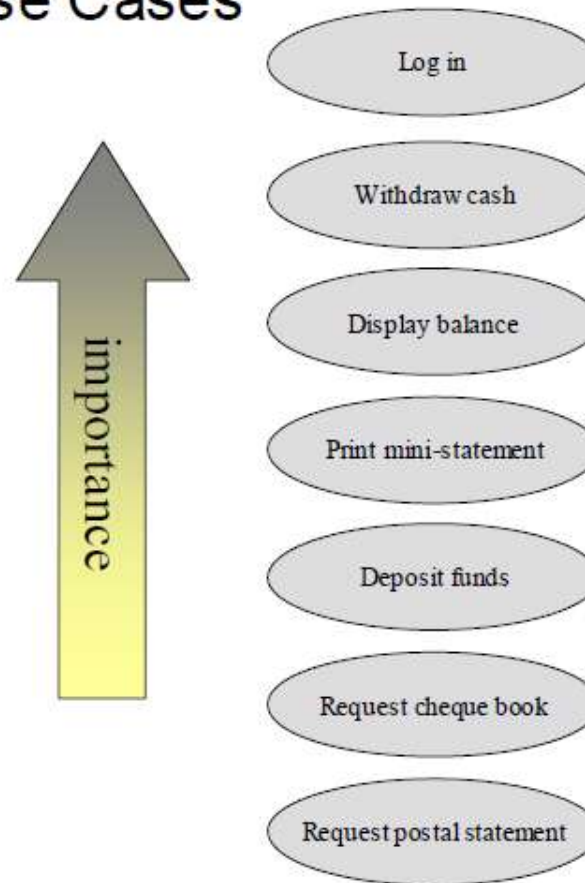 Cases
Log in
Withdraw cash
Display balance
importance
Print mini-statement
Deposit funds
Request cheque book
Request postal statement